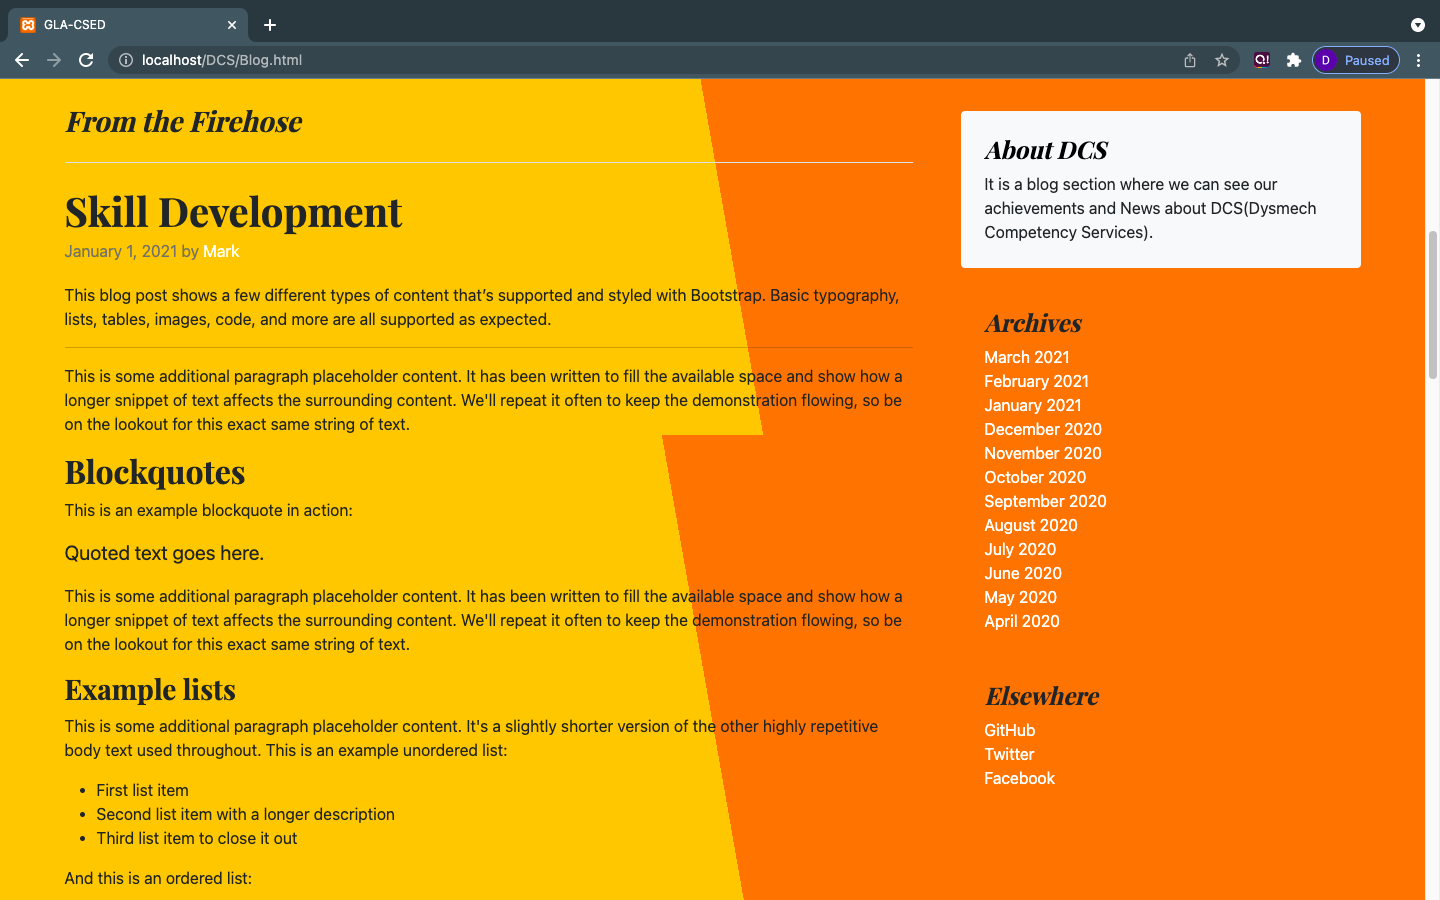 GLA-CSED
localhost/DCS/Blog.html
D Paused
From the Firehose
Skill Development
January 1, 2021 by Mark
This blog post shows a few different types of content that’s supported and styled with Bootstrap. Basic typography,
lists, tables, images, code, and more are all supported as expected.
This is some additional paragraph placeholder content. It has been written to fill the available space and show how a
longer snippet of text affects the surrounding content. We'll repeat it often to keep the demonstration flowing, so be
on the lookout for this exact same string of text.
Blockquotes
This is an example blockquote in action:
Quoted text goes here.
This is some additional paragraph placeholder content. It has been written to fill the available space and show how a
longer snippet of text affects the surrounding content. We'll repeat it often to keep the demonstration flowing, so be
on the lookout for this exact same string of text.
Example lists
This is some additional paragraph placeholder content. It's a slightly shorter version of the other highly repetitive
body text used throughout. This is an example unordered list:
• First list item
• Second list item with a longer description
• Third list item to close it out
And this is an ordered list:
About DCS
It is a blog section where we can see our
achievements and News about DCS(Dysmech
Competency Services).
Archives
March 2021
February 2021
January 2021
December 2020
November 2020
October 2020
September 2020
August 2020
July 2020
June 2020
May 2020
April 2020
Elsewhere
GitHub
Twitter
Facebook